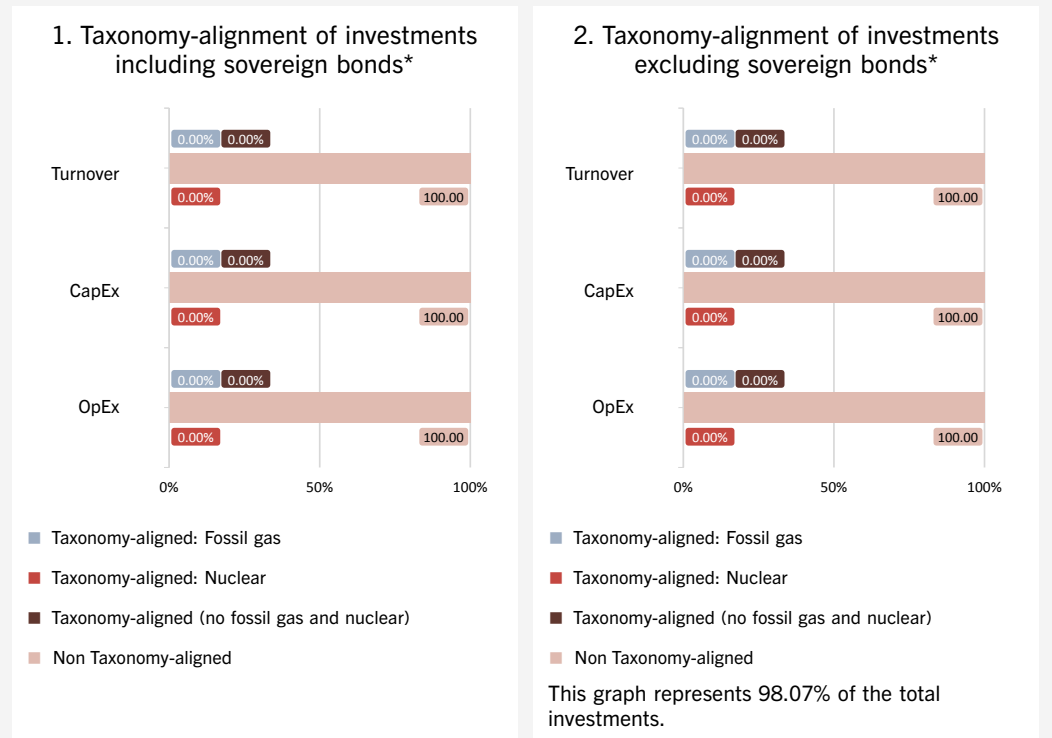 1. Taxonomy-alignment of investments
including sovereign bonds*
0.00% 0.00%
Turnover
0.00% 100.00
0.00% 0.00%
CapEx
0.00% 100.00
0.00% 0.00%
OpEx
0.00% 100.00
0% 50% 100%
Taxonomy-aligned: Fossil gas
Taxonomy-aligned: Nuclear
Taxonomy-aligned (no fossil gas and nuclear)
Non Taxonomy-aligned
2. Taxonomy-alignment of investments
excluding sovereign bonds*
0.00% 0.00%
Turnover
0.00% 100.00
0.00% 0.00%
CapEx
0.00% 100.00
0.00% 0.00%
OpEx
0.00% 100.00
0% 50% 100%
Taxonomy-aligned: Fossil gas
Taxonomy-aligned: Nuclear
Taxonomy-aligned (no fossil gas and nuclear)
Non Taxonomy-aligned
This graph represents 98.07% of the total
investments.